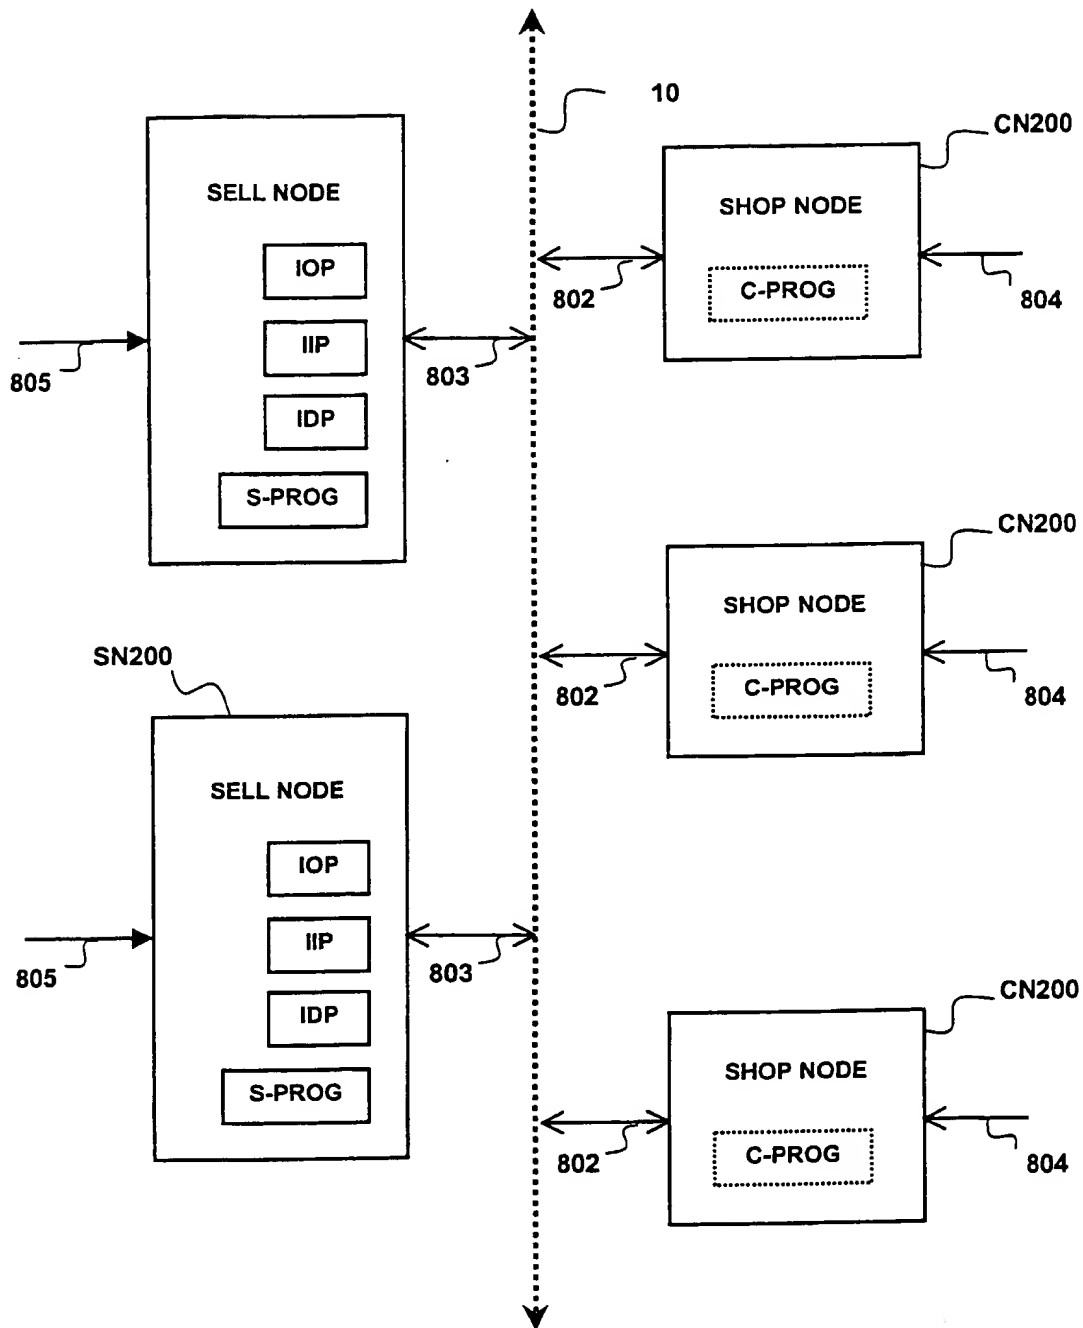 10
CN200
SELL NODE
SHOP NODE
IOP
C-PROG
802
804
IIP
803
805
IDP
S-PROG
CN200
SHOP NODE
SN200
C-PROG
802
804
SELL NODE
IOP
IIP
803
805
IDP
CN200
SHOP NODE
S-PROG
C-PROG
802
804